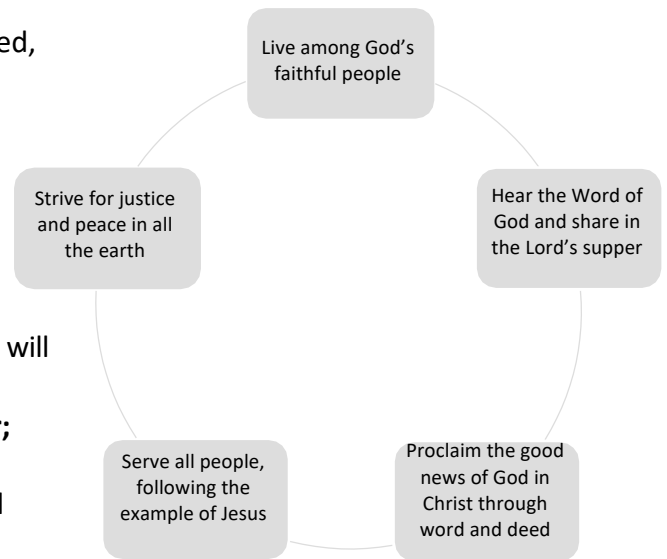 ed,
Live among God’s
faithful people
Strive for justice
and peace in all
the earth
Hear the Word of
God and share in
the Lord’s supper
will
;
Serve all people,
following the
example of Jesus
Proclaim the good
news of God in
Christ through
word and deed